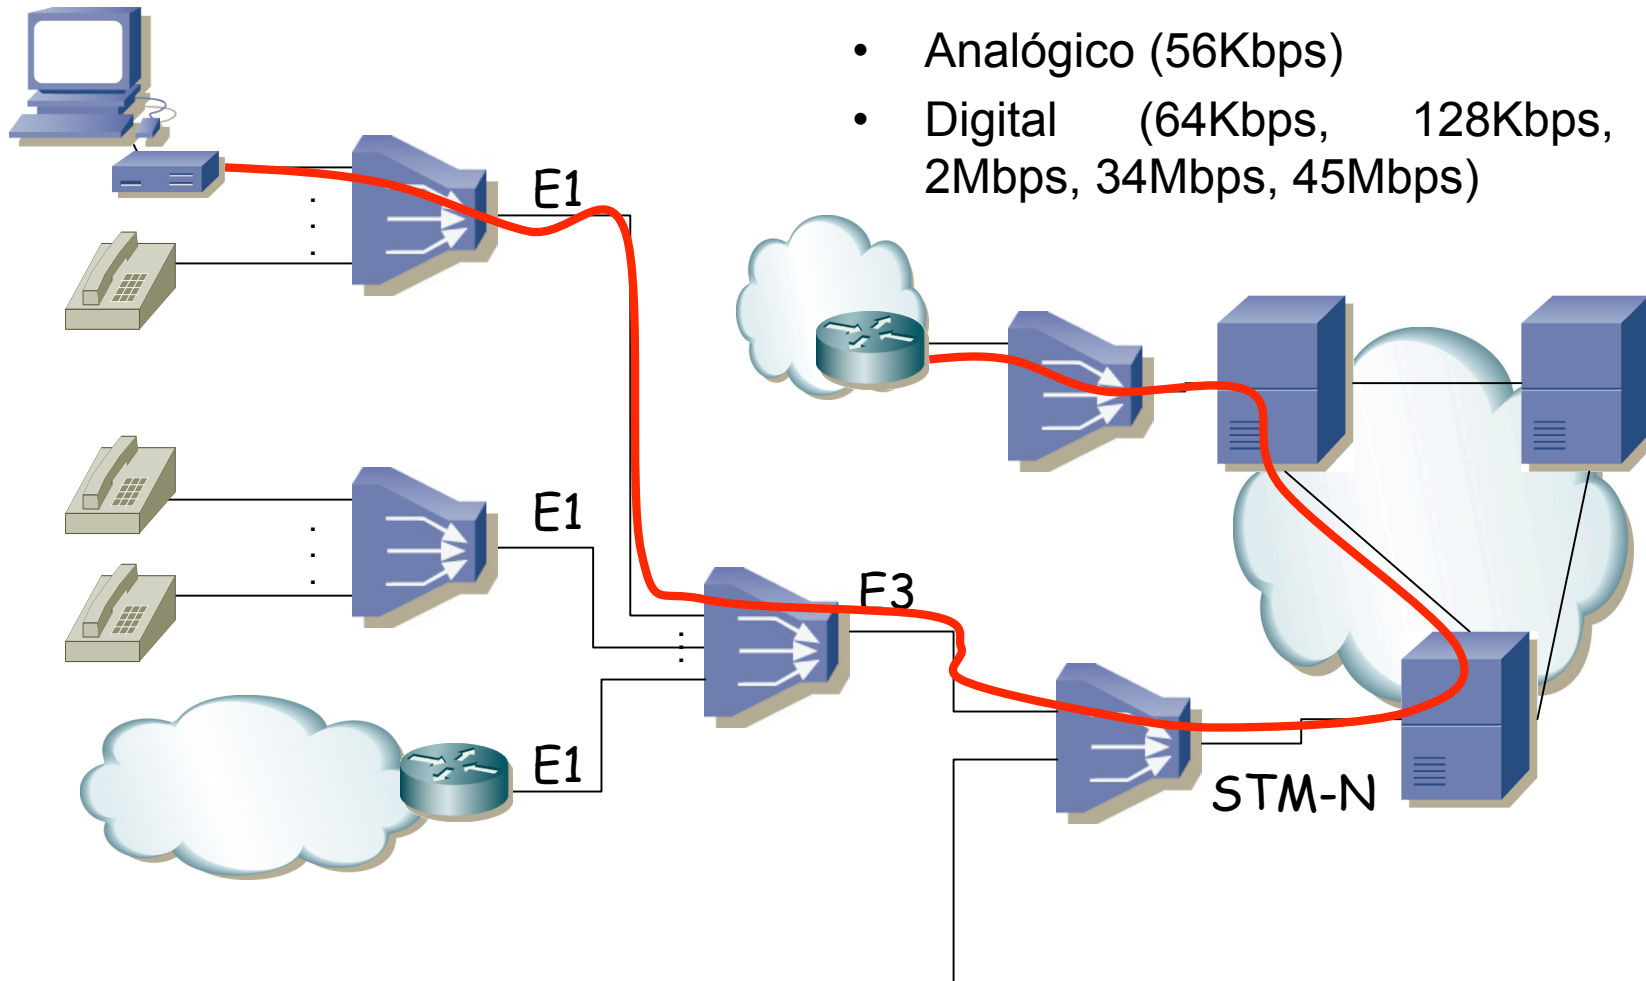 • Analógico (56Kbps)
• Digital (64Kbps, 128Kbps,
2Mbps, 34Mbps, 45Mbps)
E1
E1
E3
E1
STM-N